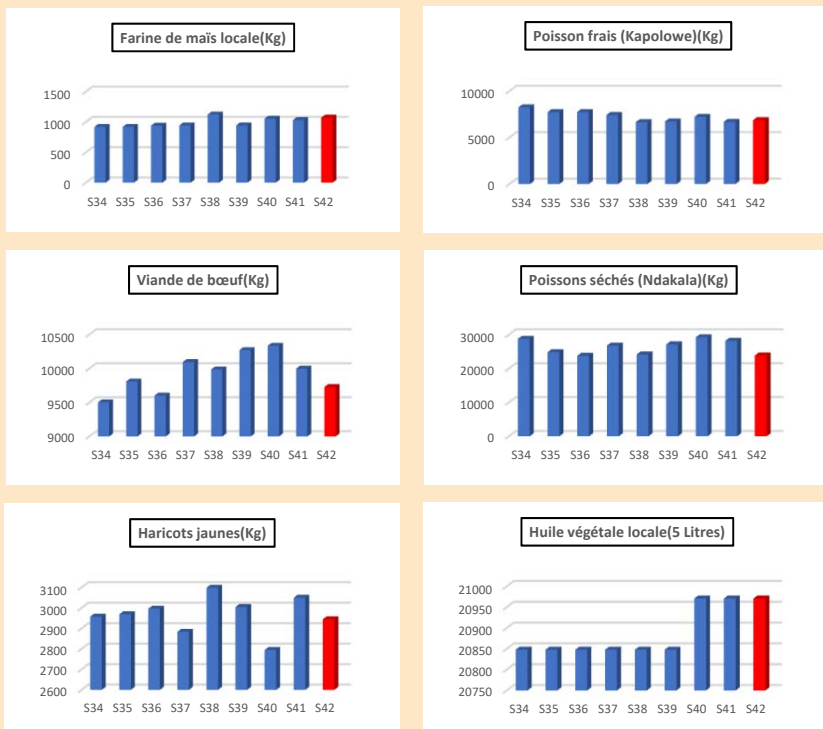 Farine de maïs locale(Kg)
1500
1000
500
0
S34 S35 S36 S37 S38 S39 S40 S41 S42
Poisson frais (Kapolowe)(Kg)
10000
5000
0
S34 S35 S36 S37 S38 S39 S40 S41 S42
Viande de bœuf(Kg)
10500
10000
9500
9000
S34 S35 S36 S37 S38 S39 S40 S41 S42
Poissons séchés (Ndakala)(Kg)
30000
20000
10000
0
S34 S35 S36 S37 S38 S39 S40 S41 S42
Haricots jaunes(Kg)
3100
3000
2900
2800
2700
2600
S34 S35 S36 S37 S38 S39 S40 S41 S42
Huile végétale locale(5 Litres)
21000
20950
20900
20850
20800
20750
S34 S35 S36 S37 S38 S39 S40 S41 S42